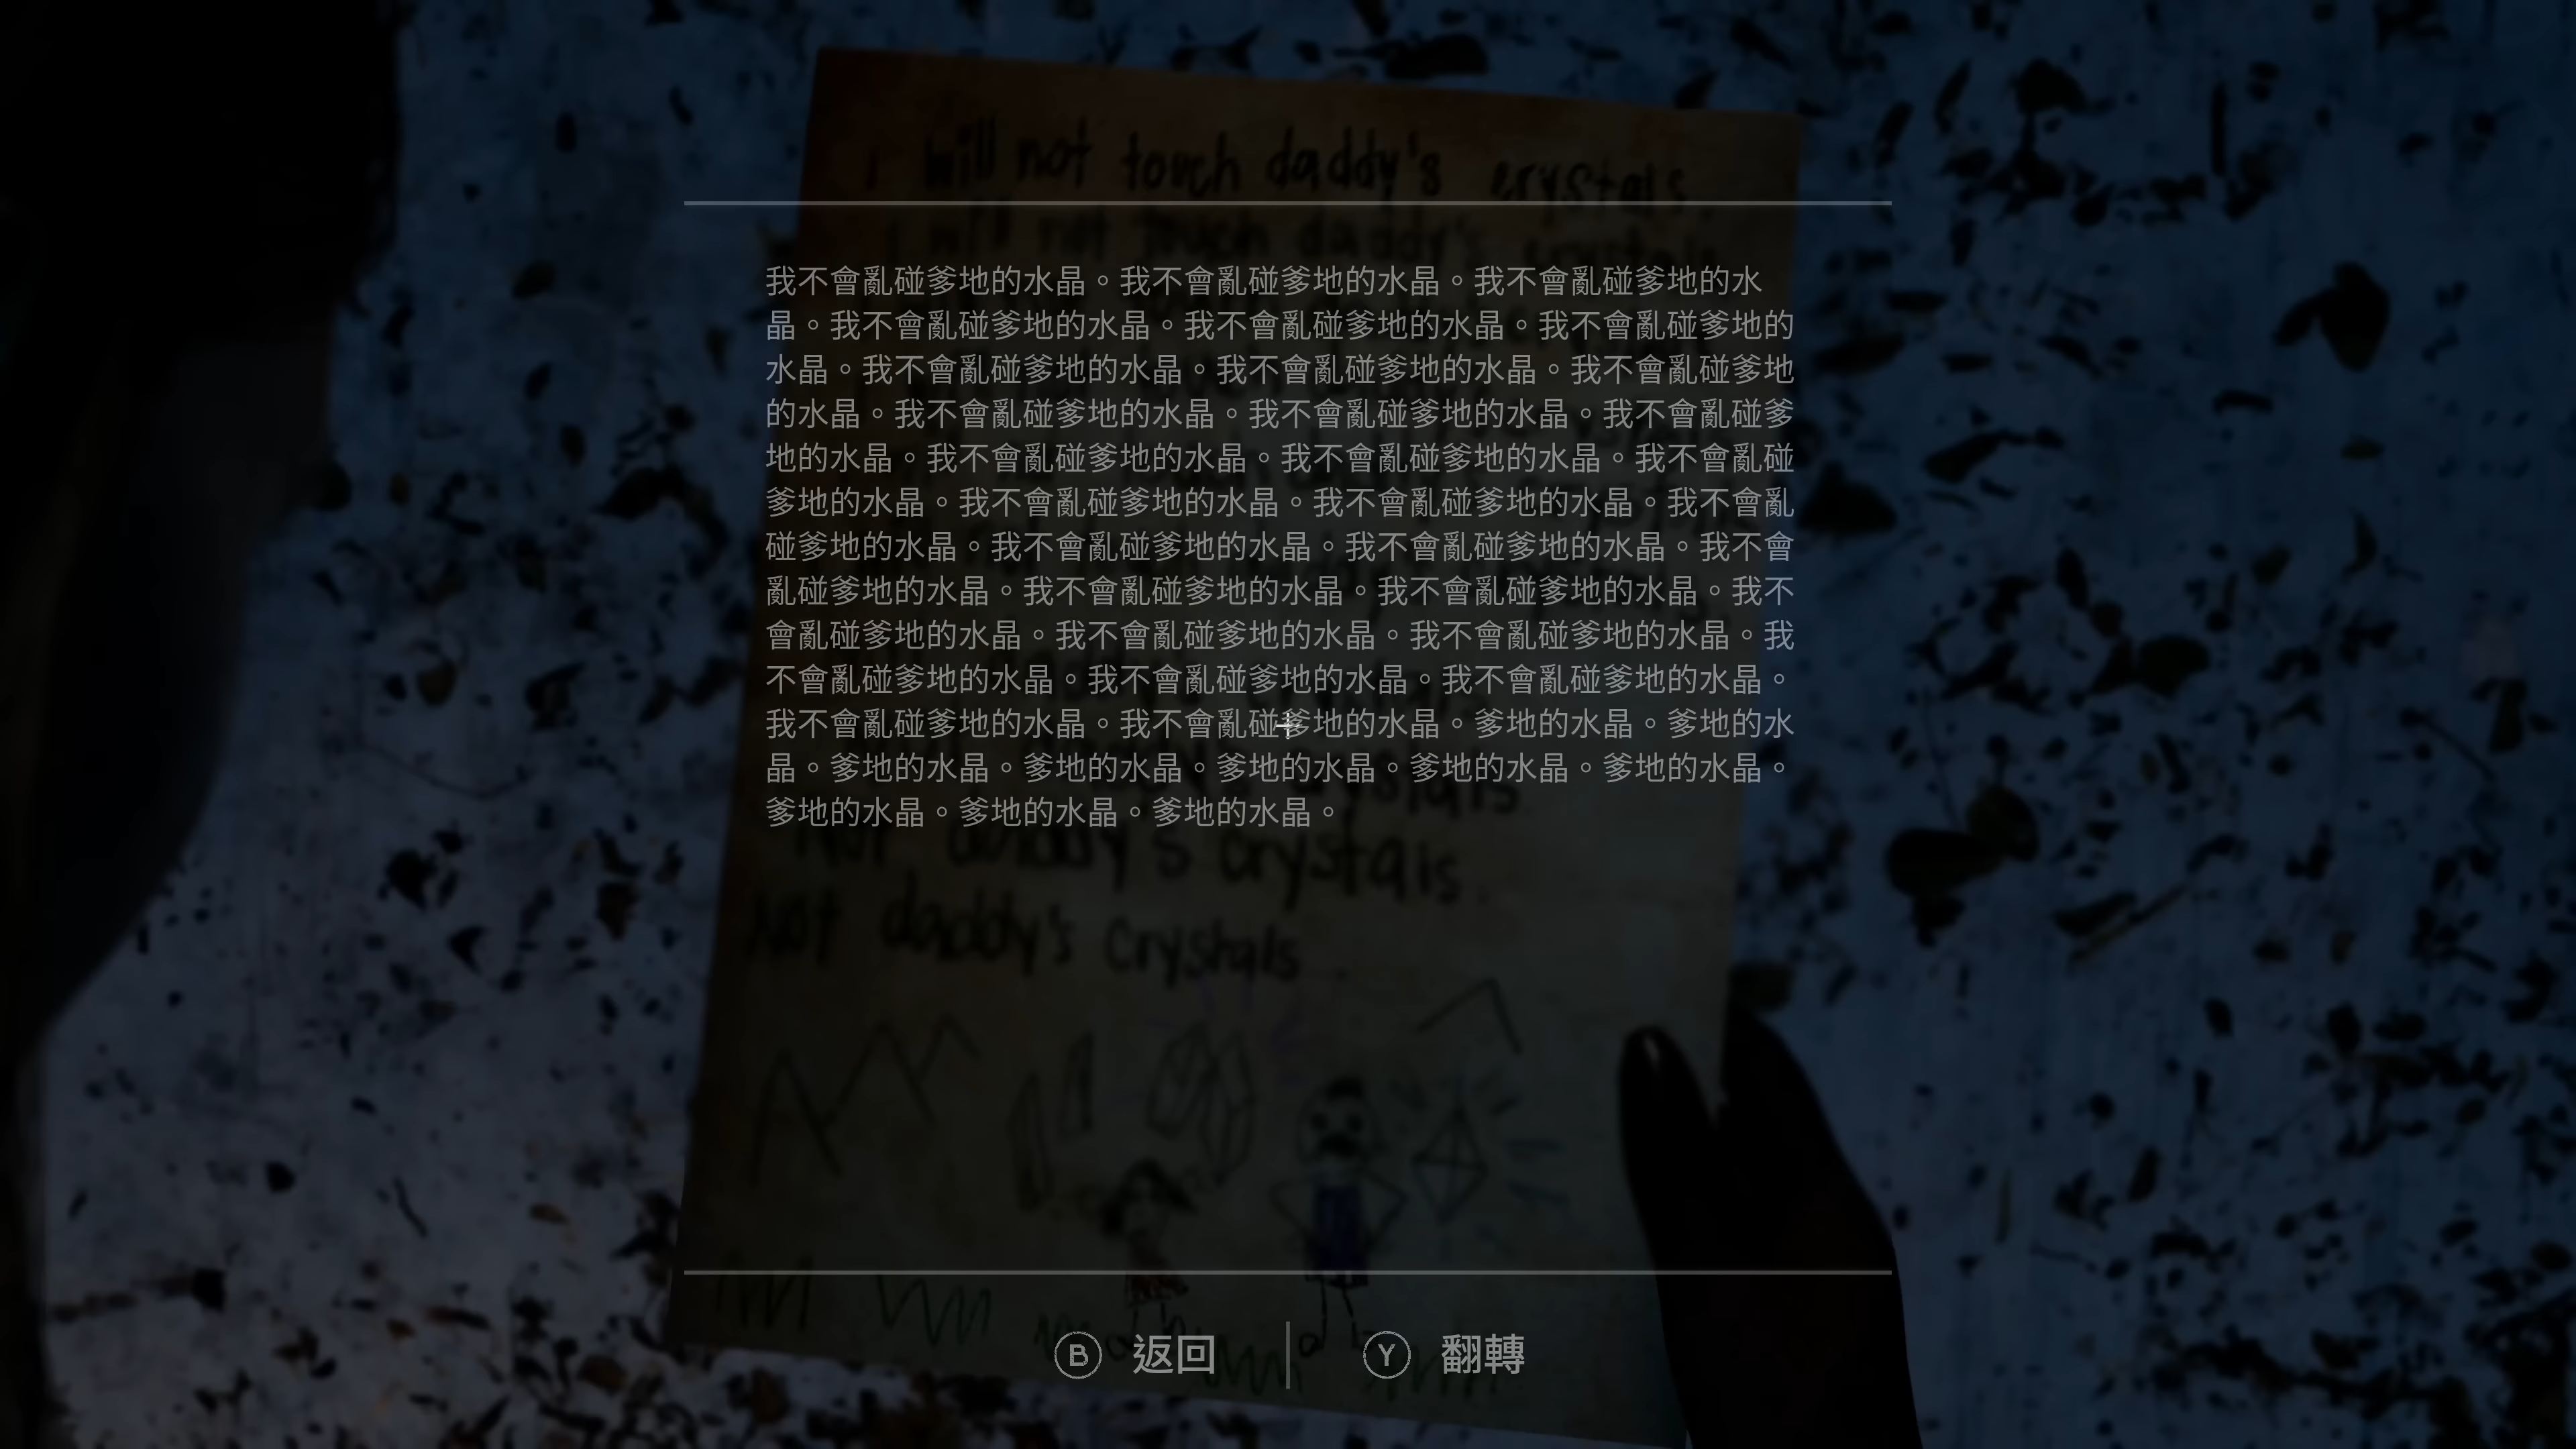 I will not touch daddy's crystals.
我不會亂碰爹地的水晶。我不會亂碰爹地的水晶。我不會亂碰爹地的水
晶。我不會亂碰爹地的水晶。我不會亂碰爹地的水晶。我不會亂碰爹地的
水晶。我不會亂碰爹地的水晶。我不會亂碰爹地的水晶。我不會亂碰爹地
的水晶。我不會亂碰爹地的水晶。我不會亂碰爹地的水晶。我不會亂碰爹
地的水晶。我不會亂碰爹地的水晶。我不會亂碰爹地的水晶。我不會亂碰
爹地的水晶。我不會亂碰爹地的水晶。我不會亂碰爹地的水晶。我不會亂
碰爹地的水晶。我不會亂碰爹地的水晶。我不會亂碰爹地的水晶。我不會
亂碰爹地的水晶。我不會亂碰爹地的水晶。我不會亂碰爹地的水晶。我不
會亂碰爹地的水晶。我不會亂碰爹地的水晶。我不會亂碰爹地的水晶。我
不會亂碰爹地的水晶。我不會亂碰爹地的水晶。我不會亂碰爹地的水晶。
我不會亂碰爹地的水晶。我不會亂碰爹地的水晶。爹地的水晶。爹地的水
晶。爹地的水晶。爹地的水晶。爹地的水晶。爹地的水晶。爹地的水晶。
爹地的水晶。爹地的水晶。爹地的水晶。
Not daddy's crystals.
Not daddy's Crystals
B 返回 Y 翻轉